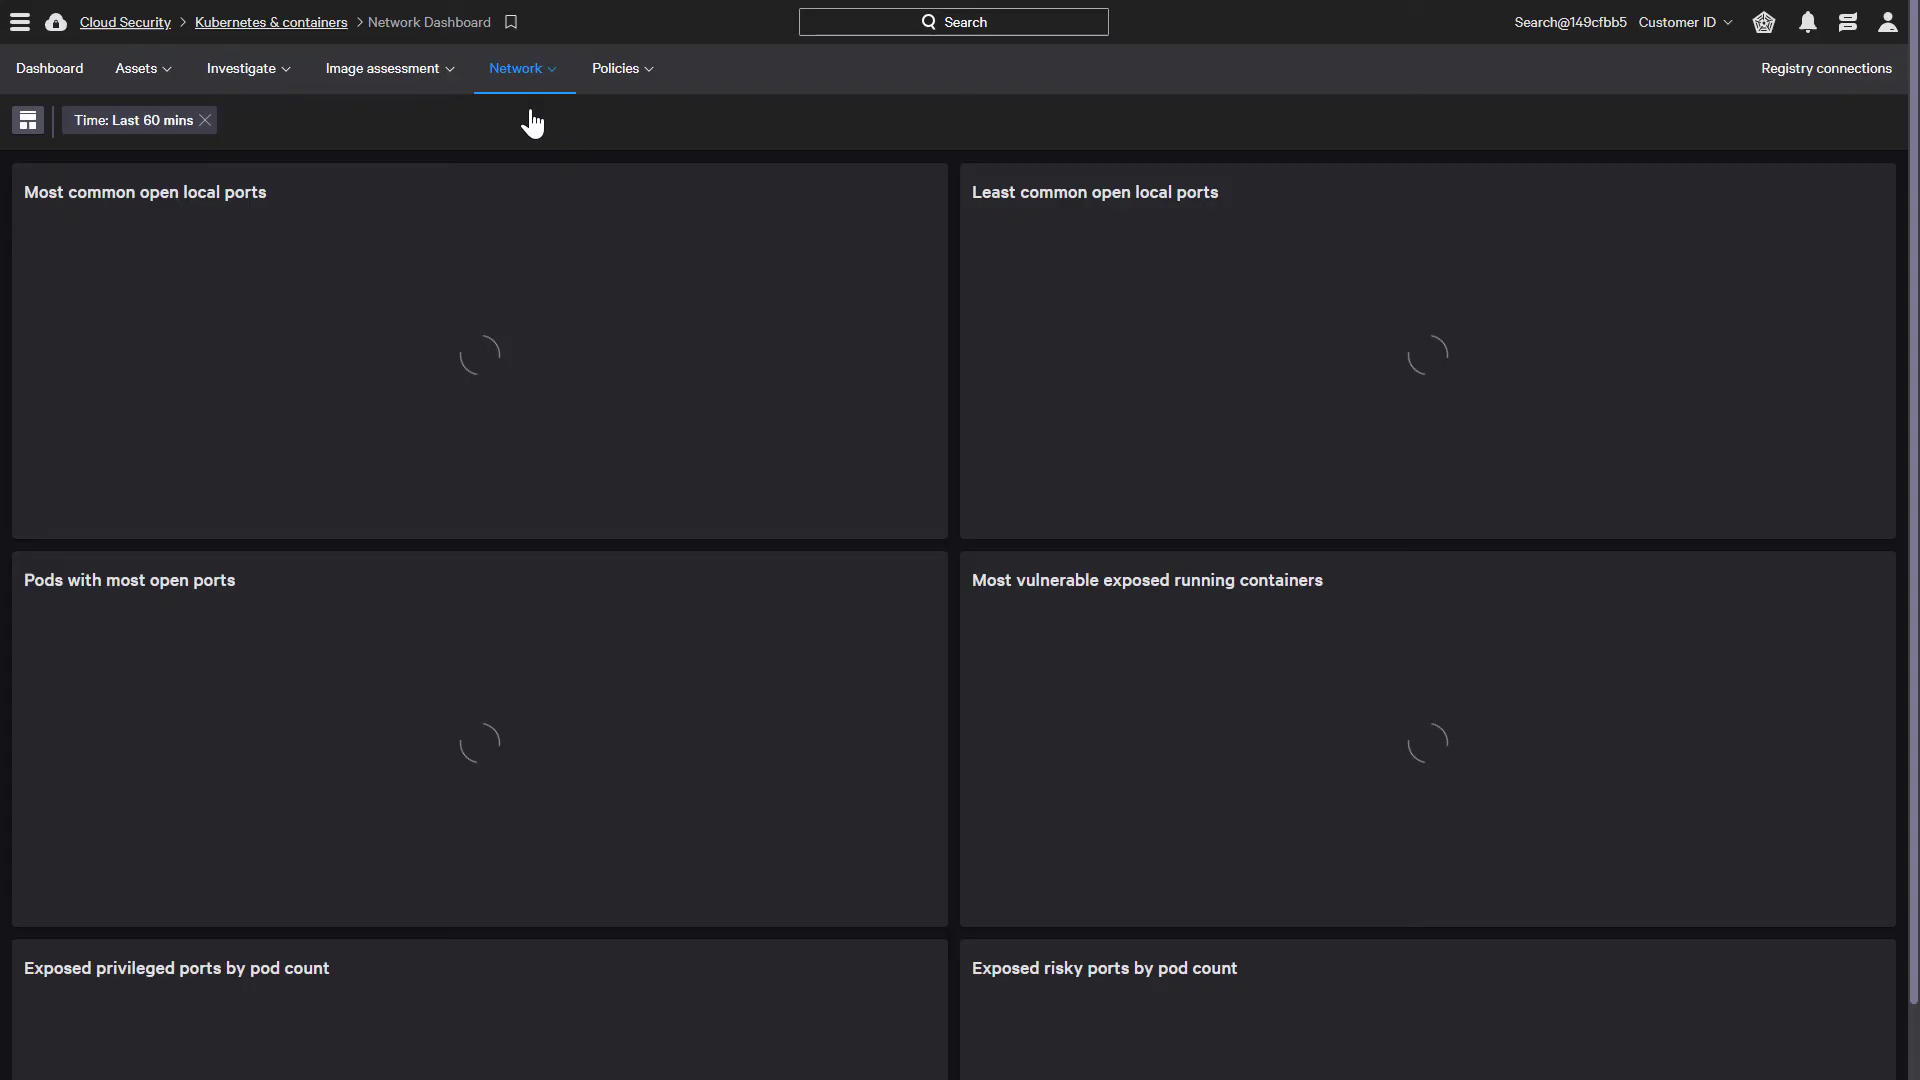 Cloud Security > Kubernetes & containers > Network Dashboard
Search
Search@149cfbb5 Customer ID
Dashboard Assets Investigate Image assessment Network Policies Registry connections
Time: Last 60 mins
Most common open local ports
Least common open local ports
Pods with most open ports
Most vulnerable exposed running containers
Exposed privileged ports by pod count
Exposed risky ports by pod count